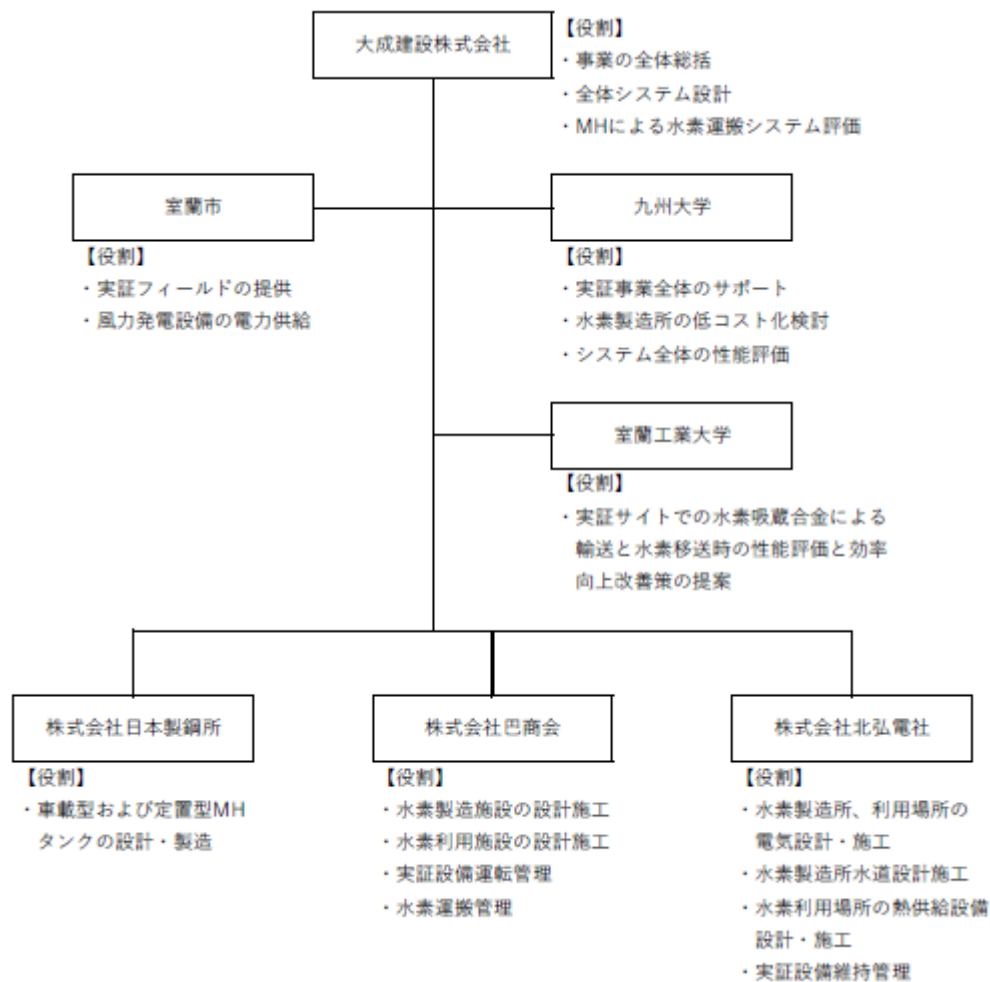 大成建設株式会社
【役割】
・事業の全体総括
・全体システム設計
・MHによる水素運搬システム評価
室蘭市
【役割】
・実証フィールドの提供
・風力発電設備の電力供給
九州大学
【役割】
・実証事業全体のサポート
・水素製造所の低コスト化検討
・システム全体の性能評価
室蘭工業大学
【役割】
・実証サイトでの水素吸蔵合金による
輸送と水素移送時の性能評価と効率
向上改善策の提案
株式会社日本製鋼所
【役割】
・車載型および定置型MH
タンクの設計・製造
株式会社巴商会
【役割】
・水素製造施設の設計施工
・水素利用施設の設計施工
・実証設備運転管理
・水素運搬管理
株式会社北弘電社
【役割】
・水素製造所、利用場所の
電気設計・施工
・水素製造所水道設計施工
・水素利用場所の熱供給設備
設計・施工
・実証設備維持管理